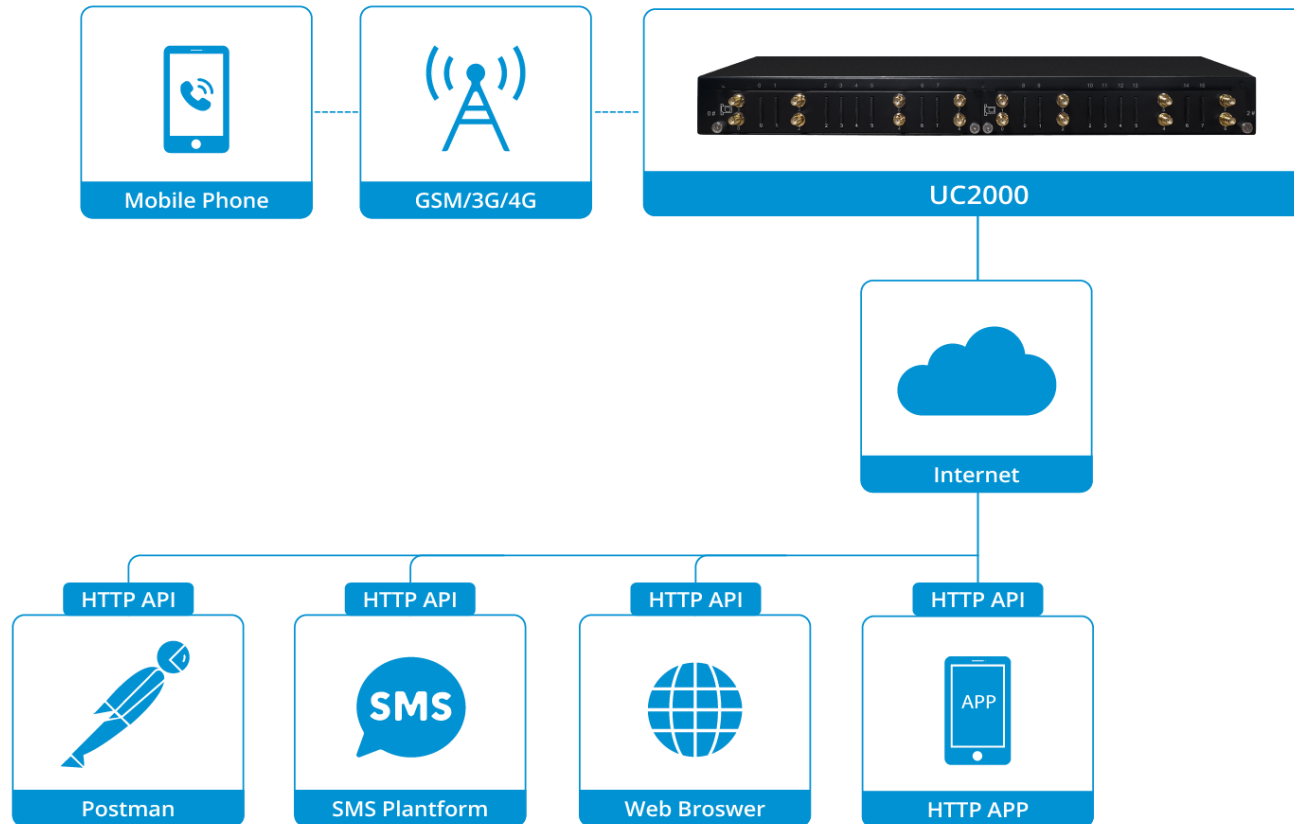 Mobile Phone
GSM/3G/4G
UC2000
Internet
HTTP API
HTTP API
HTTP API
HTTP API
SMS
APP
Postman
SMS Plantform
Web Broswer
HTTP APP